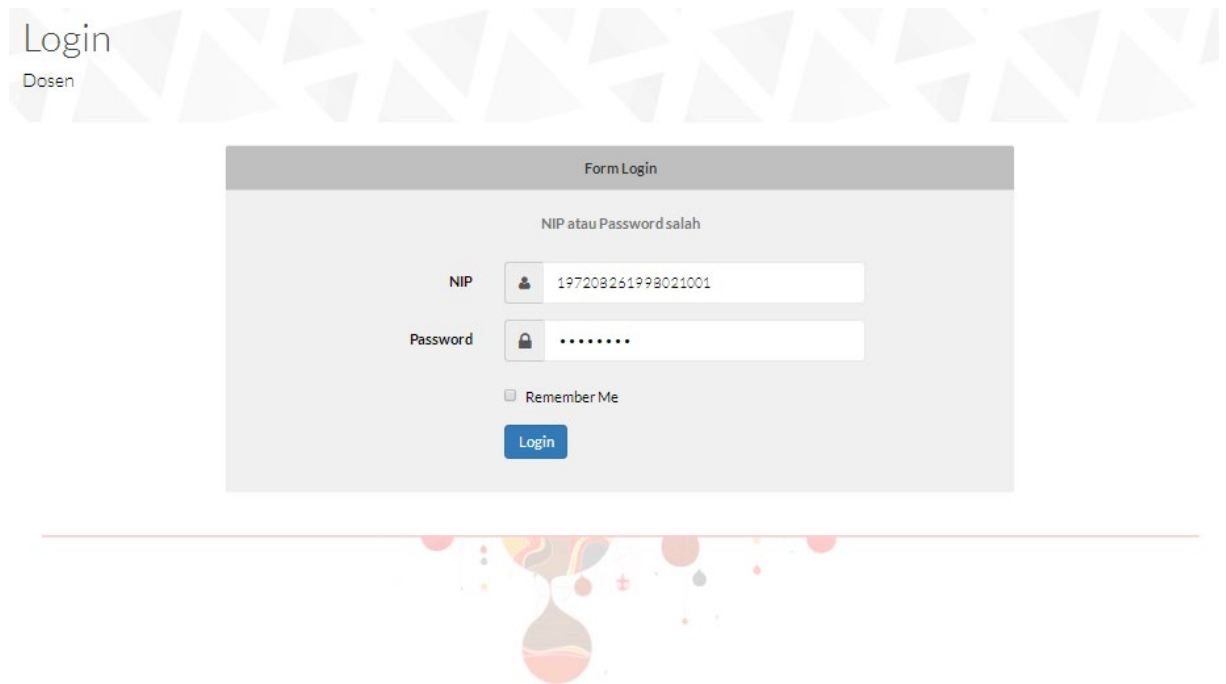 Login
Dosen
Form Login
NIP atau Password salah
NIP 197208261998021001
Password ••••••••
Remember Me
Login